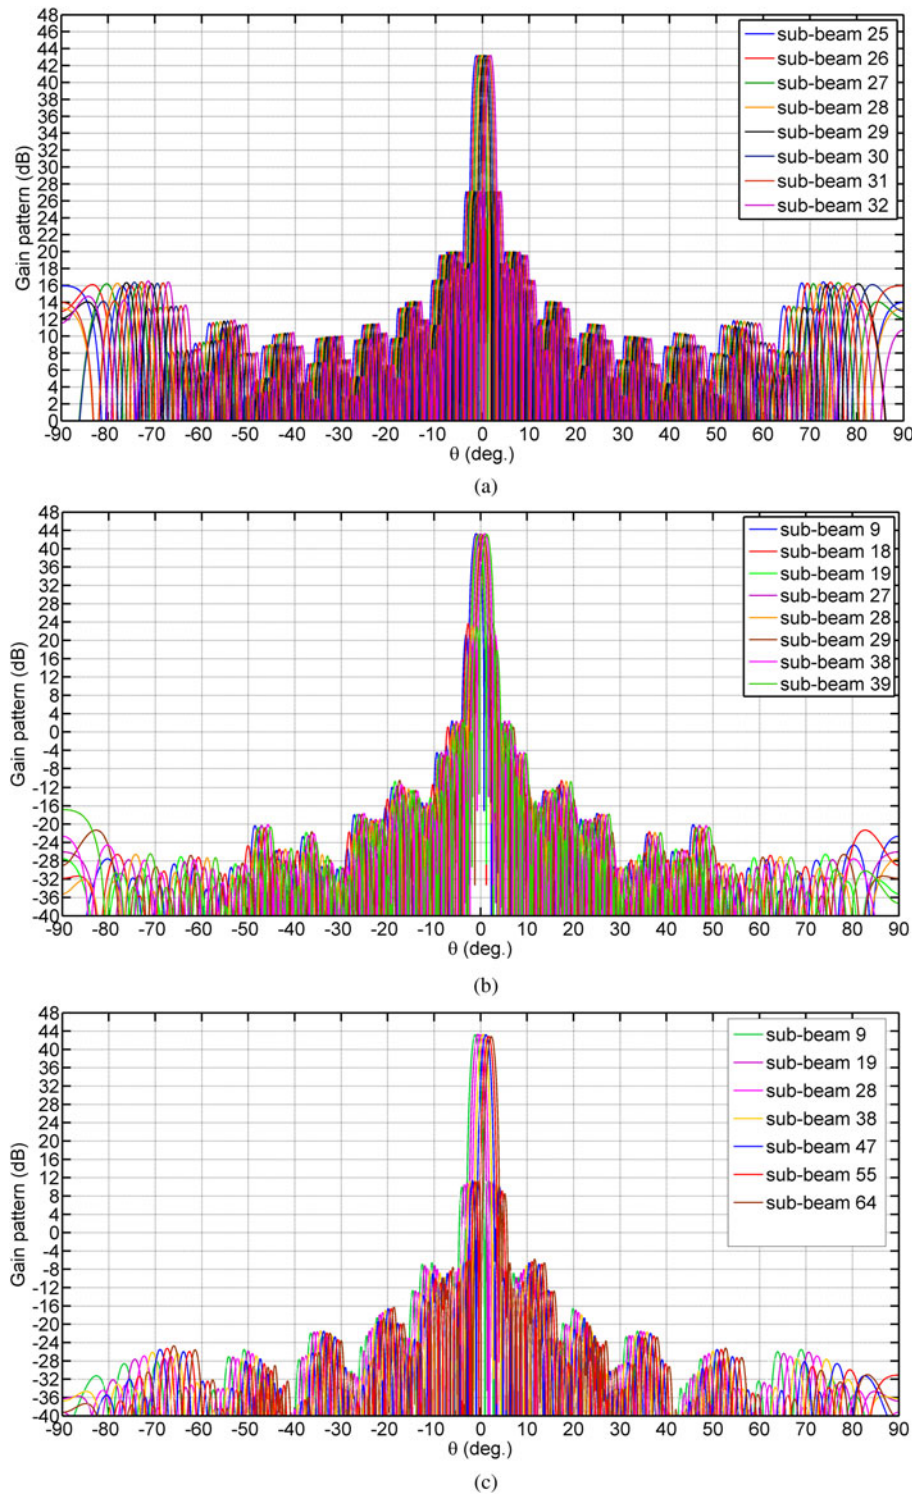 48
46
44
42
40
38
36
34
32
30
28
26
24
22
20
18
16
14
12
10
8
6
4
2
0
Gain pattern (dB)
sub-beam 25
sub-beam 26
sub-beam 27
sub-beam 28
sub-beam 29
sub-beam 30
sub-beam 31
sub-beam 32
-90 -80 -70 -60 -50 -40 -30 -20 -10 0 10 20 30 40 50 60 70 80 90
θ (deg.)
(a)
48
44
40
36
32
28
24
20
16
12
8
4
0
-4
-8
-12
-16
-20
-24
-28
-32
-36
-40
Gain pattern (dB)
sub-beam 9
sub-beam 18
sub-beam 19
sub-beam 27
sub-beam 28
sub-beam 29
sub-beam 38
sub-beam 39
-90 -80 -70 -60 -50 -40 -30 -20 -10 0 10 20 30 40 50 60 70 80 90
θ (deg.)
(b)
48
44
40
36
32
28
24
20
16
12
8
4
0
-4
-8
-12
-16
-20
-24
-28
-32
-36
-40
Gain pattern (dB)
sub-beam 9
sub-beam 19
sub-beam 28
sub-beam 38
sub-beam 47
sub-beam 55
sub-beam 64
-90 -80 -70 -60 -50 -40 -30 -20 -10 0 10 20 30 40 50 60 70 80 90
θ (deg.)
(c)